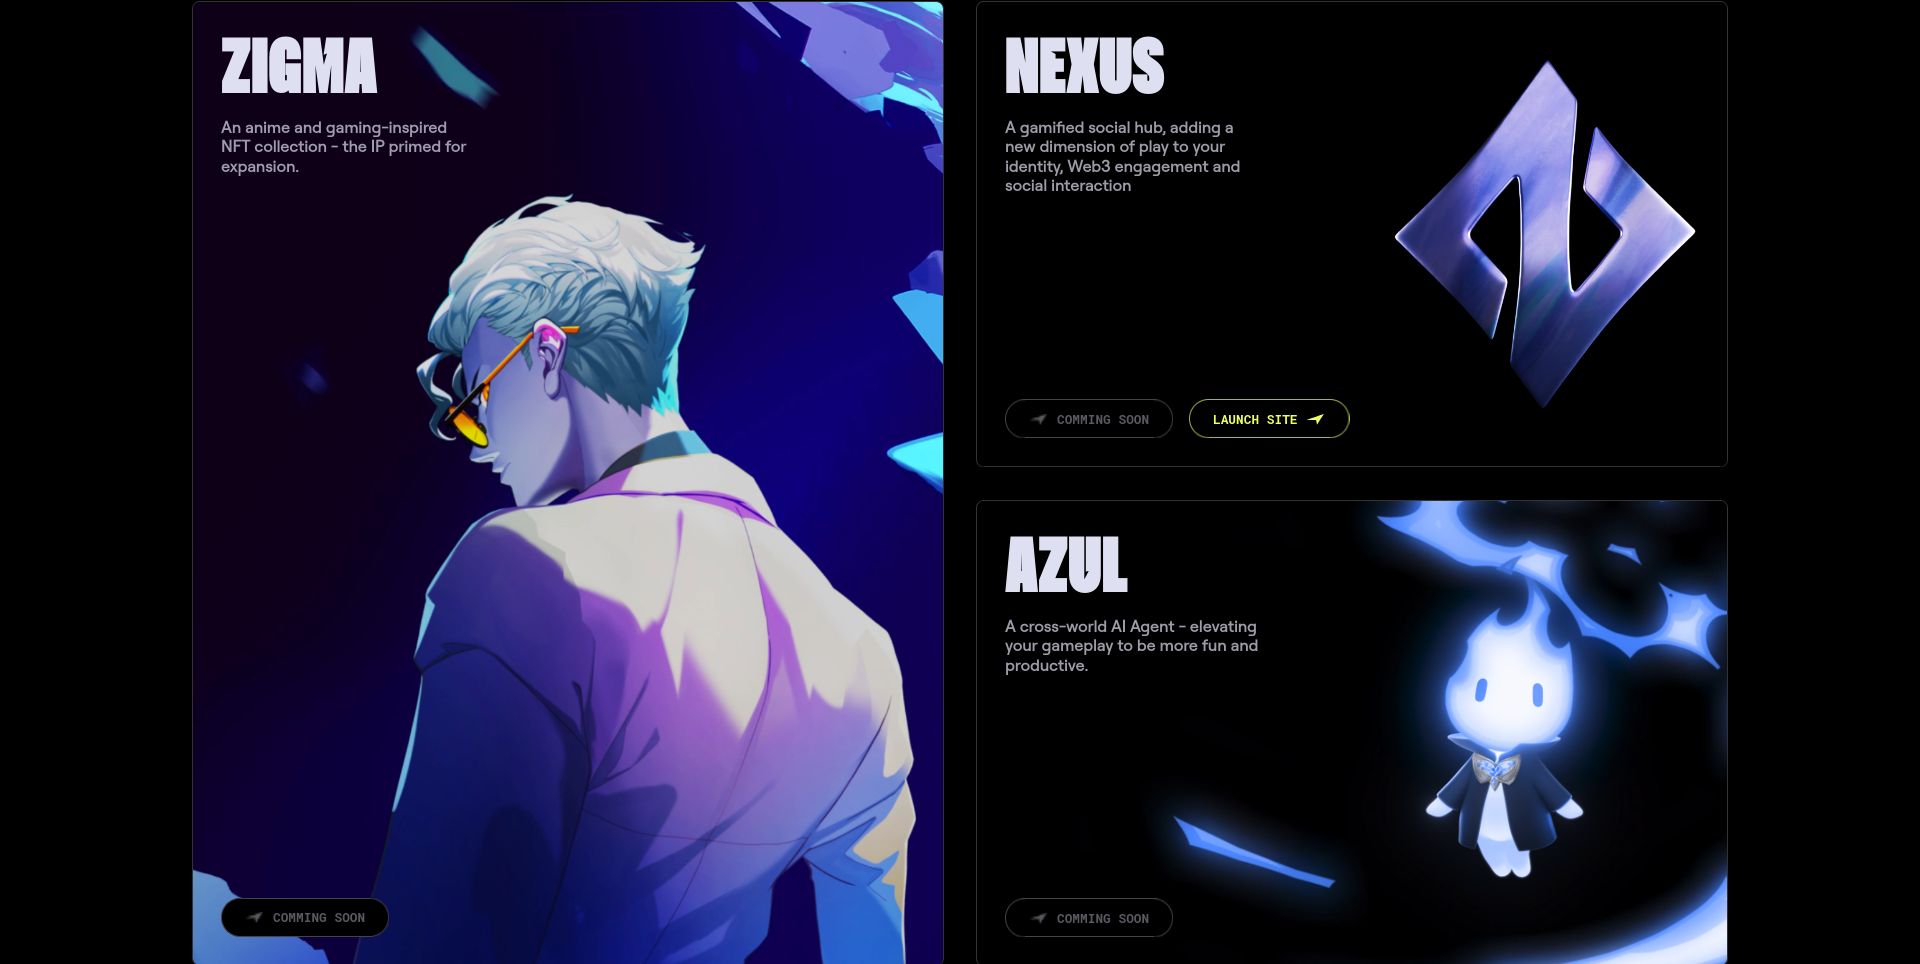 ZIGMA
An anime and gaming-inspired
NFT collection - the IP primed for
expansion.
COMMING SOON
NEXUS
A gamified social hub, adding a
new dimension of play to your
identity, Web3 engagement and
social interaction
COMMING SOON
LAUNCH SITE
AZUL
A cross-world AI Agent - elevating
your gameplay to be more fun and
productive.
COMMING SOON